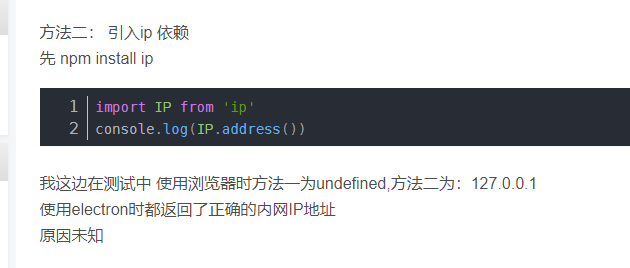 方法二： 引入ip 依赖
先 npm install ip
1 import IP from 'ip'
2 console.log(IP.address())
我这边在测试中 使用浏览器时方法一为undefined,方法二为：127.0.0.1
使用electron时都返回了正确的内网IP地址
原因未知